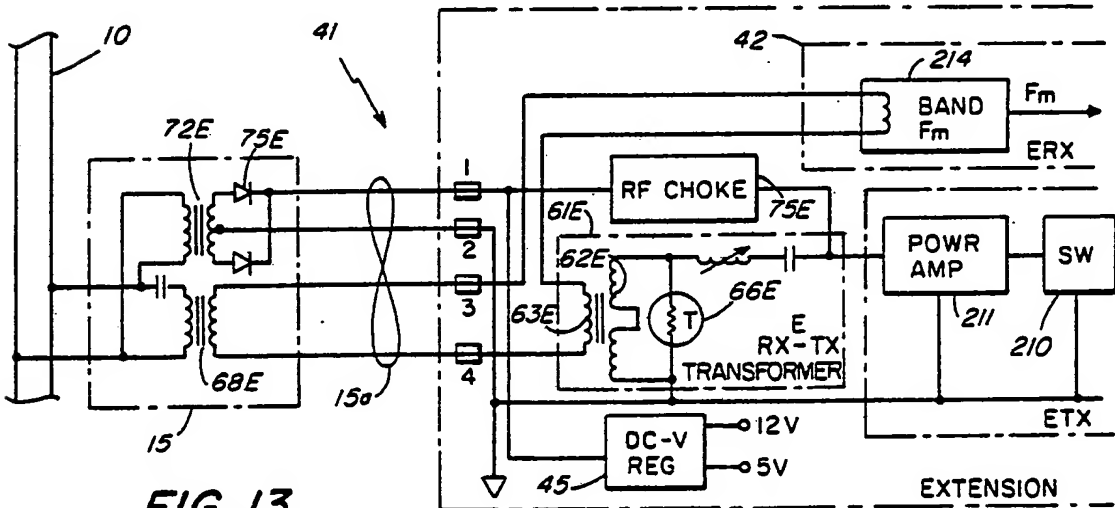 10
41
42
214
BAND
Fm
Fm
ERX
72E
75E
1
RF CHOKE
75E
61E
2
62E
POWR
AMP
SW
3
63E
T
66E
211
210
E
RX-TX
TRANSFORMER
68E
4
15a
15
DC-V
REG
12V
5V
45
ETX
EXTENSION
FIG. 13